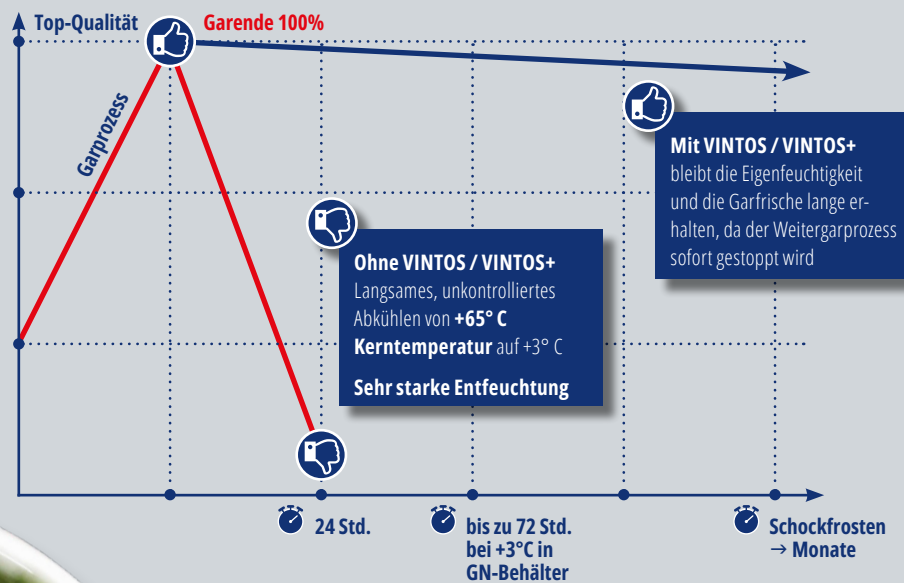 Top-Qualität
Garende 100%
Garprozess
Mit VINTOS / VINTOS+
bleibt die Eigenfeuchtigkeit
und die Garfrische lange er-
halten, da der Weitergarprozess
sofort gestoppt wird
Ohne VINTOS / VINTOS+
Langsames, unkontrolliertes
Abkühlen von +65° C
Kerntemperatur auf +3° C
Sehr starke Entfeuchtung
24 Std.
bis zu 72 Std.
bei +3°C in
GN-Behälter
Schockfrosten
→ Monate